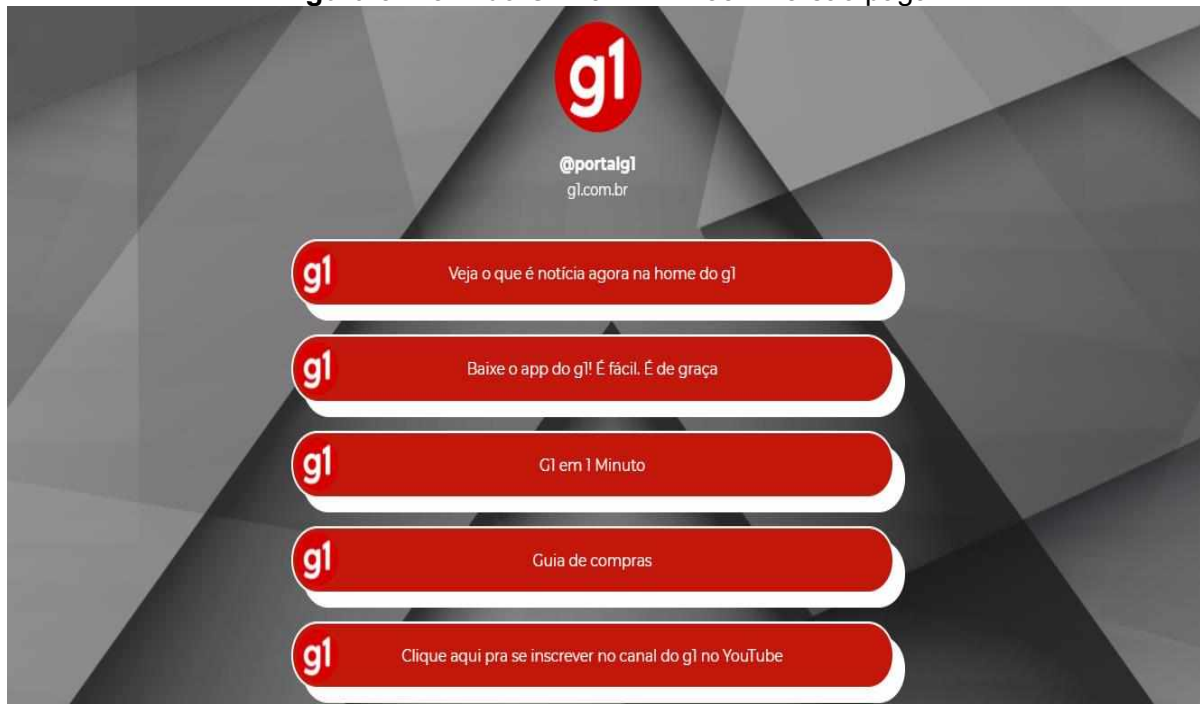 g1
@portalg1
g1.com.br
g1 Veja o que é notícia agora na home do g1
g1 Baixe o app do g1! É fácil. É de graça
g1 G1 em 1 Minuto
g1 Guia de compras
g1 Clique aqui pra se inscrever no canal do g1 no YouTube